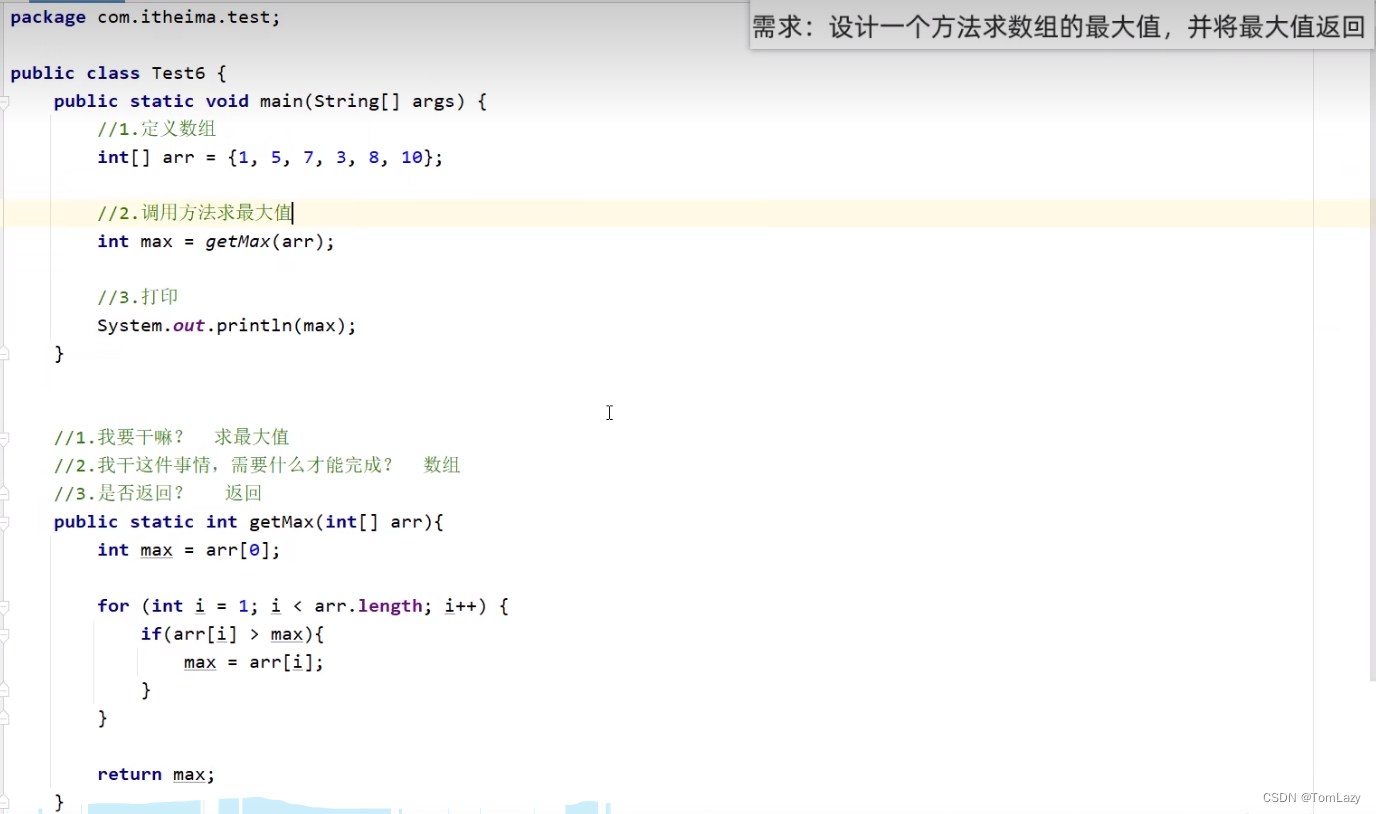 package com.itheima.test;
需求：设计一个方法求数组的最大值，并将最大值返回
public class Test6 {
    public static void main(String[] args) {
        //1.定义数组
        int[] arr = {1, 5, 7, 3, 8, 10};
        //2.调用方法求最大值
        int max = getMax(arr);
        //3.打印
        System.out.println(max);
    }
    //1.我要干嘛？  求最大值
    //2.我干这件事情，需要什么才能完成？  数组
    //3.是否返回？   返回
    public static int getMax(int[] arr){
        int max = arr[0];
        for (int i = 1; i < arr.length; i++) {
            if(arr[i] > max){
                max = arr[i];
            }
        }
        return max;
    }
CSDN @TomLazy